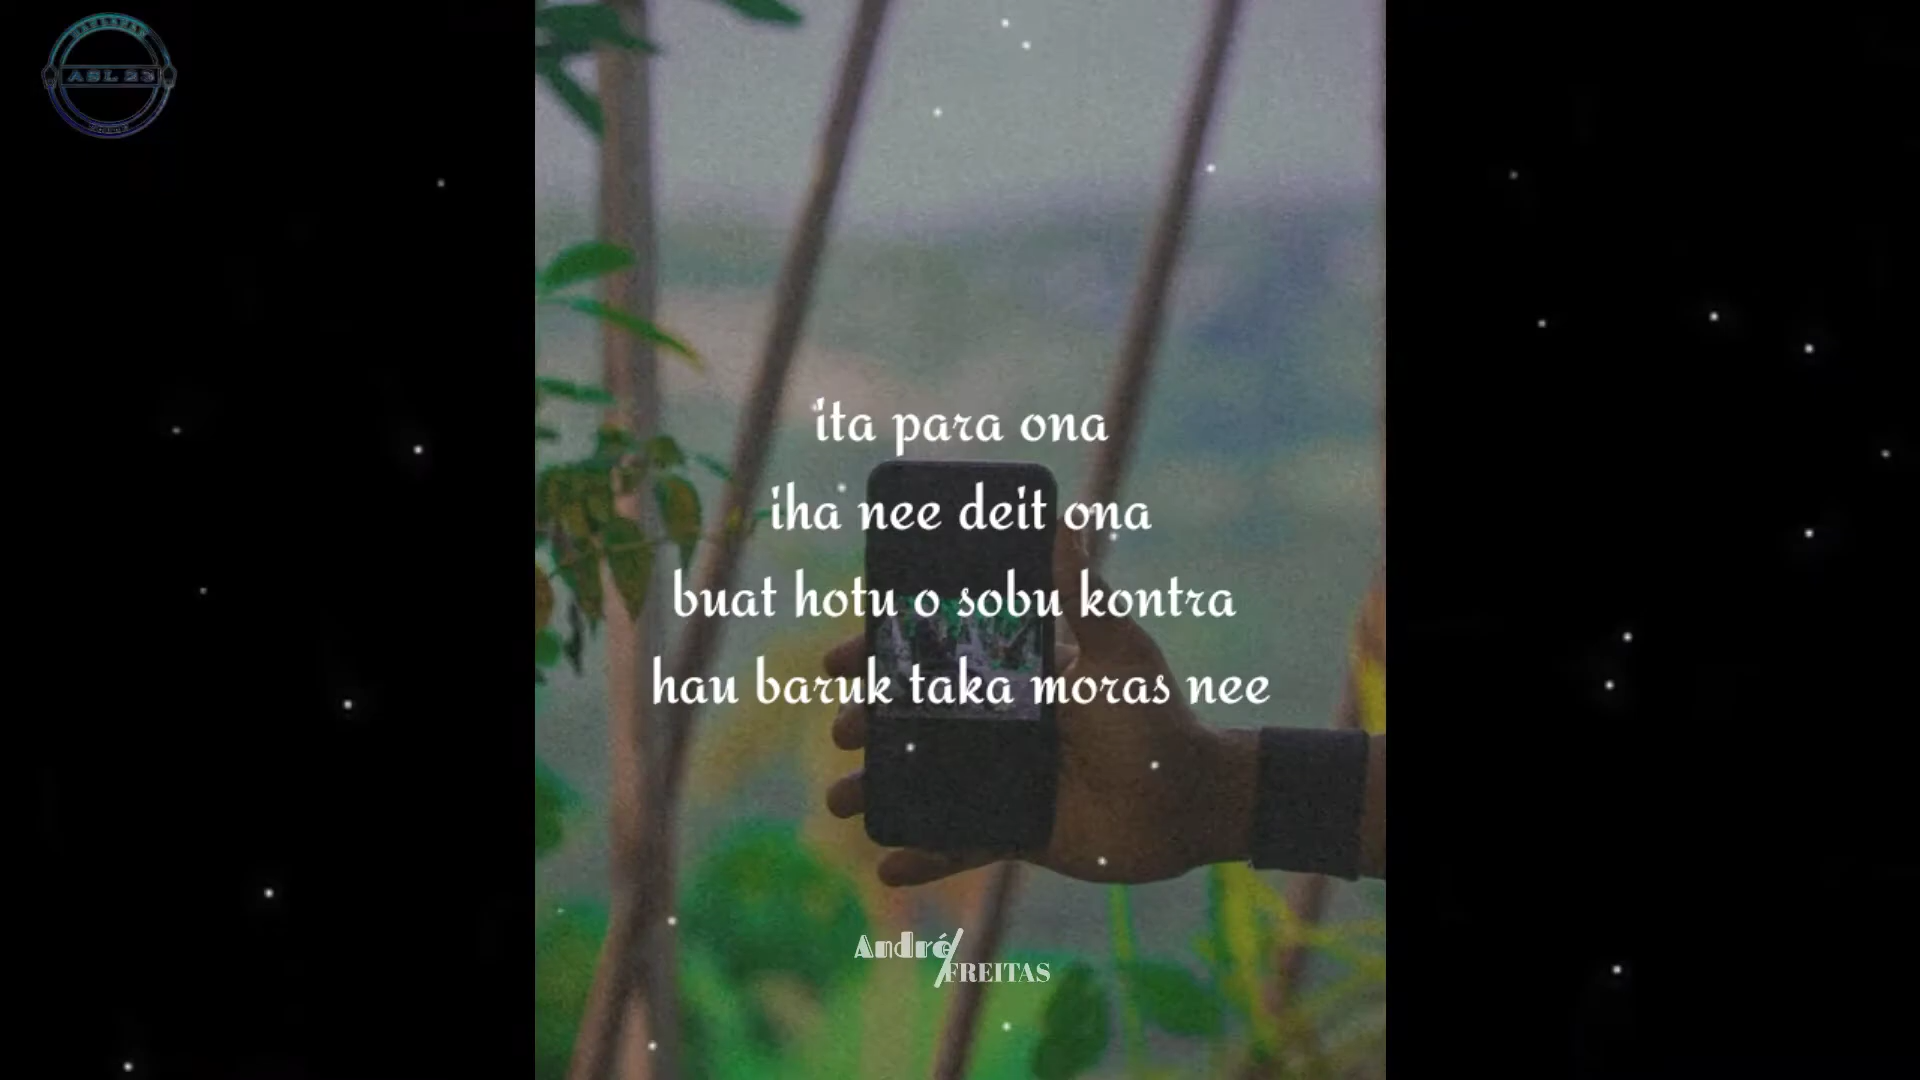 ASL 23
ita para ona
iha nee deit ona
buat hotu o sobu kontra
hau baruk taka moras nee
André
FREITAS